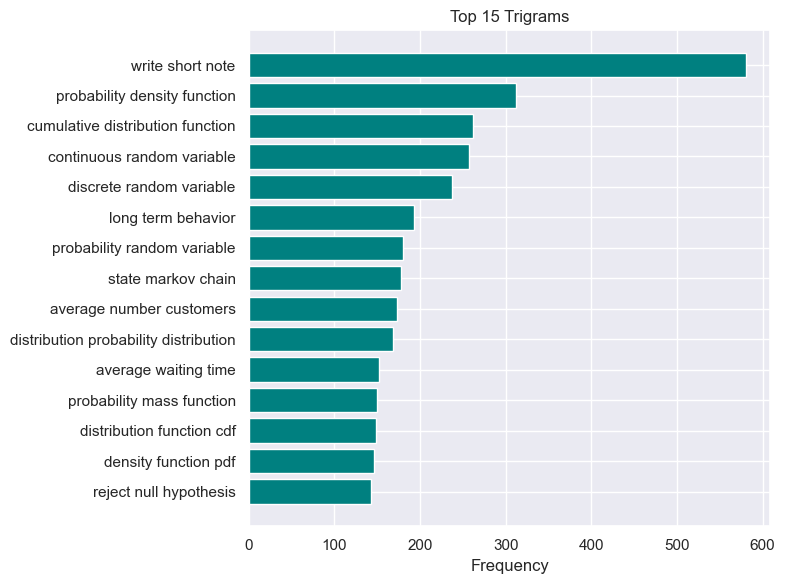 Top 15 Trigrams
write short note
probability density function
cumulative distribution function
continuous random variable
discrete random variable
long term behavior
probability random variable
state markov chain
average number customers
distribution probability distribution
average waiting time
probability mass function
distribution function cdf
density function pdf
reject null hypothesis
0 100 200 300 400 500 600
Frequency